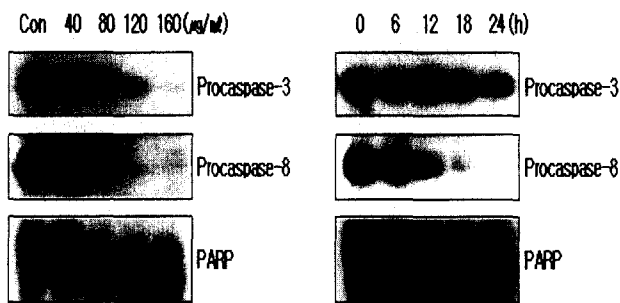 Con 40 80 120 160(㎍/㎖)
Procaspase-3
Procaspase-8
PARP
0 6 12 18 24(h)
Procaspase-3
Procaspase-8
PARP